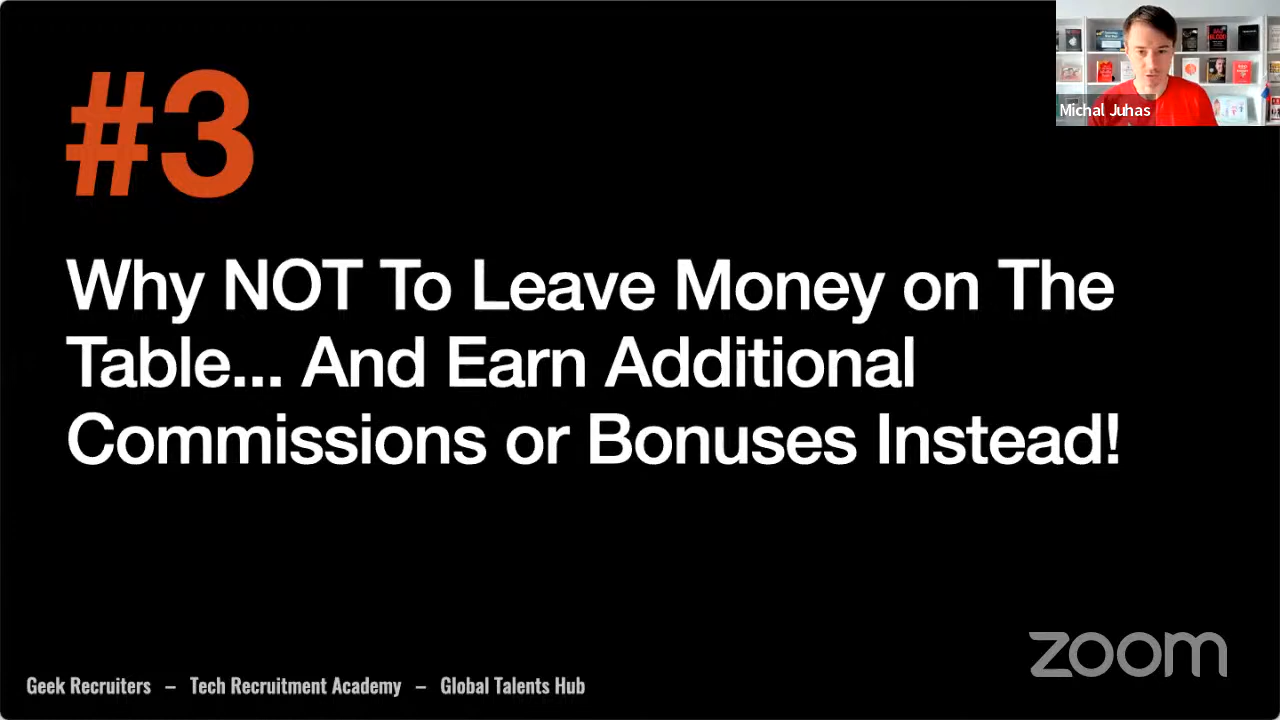 #3
Michal Juhas
Why NOT To Leave Money on The
Table... And Earn Additional
Commissions or Bonuses Instead!
zoom
Geek Recruiters – Tech Recruitment Academy – Global Talents Hub